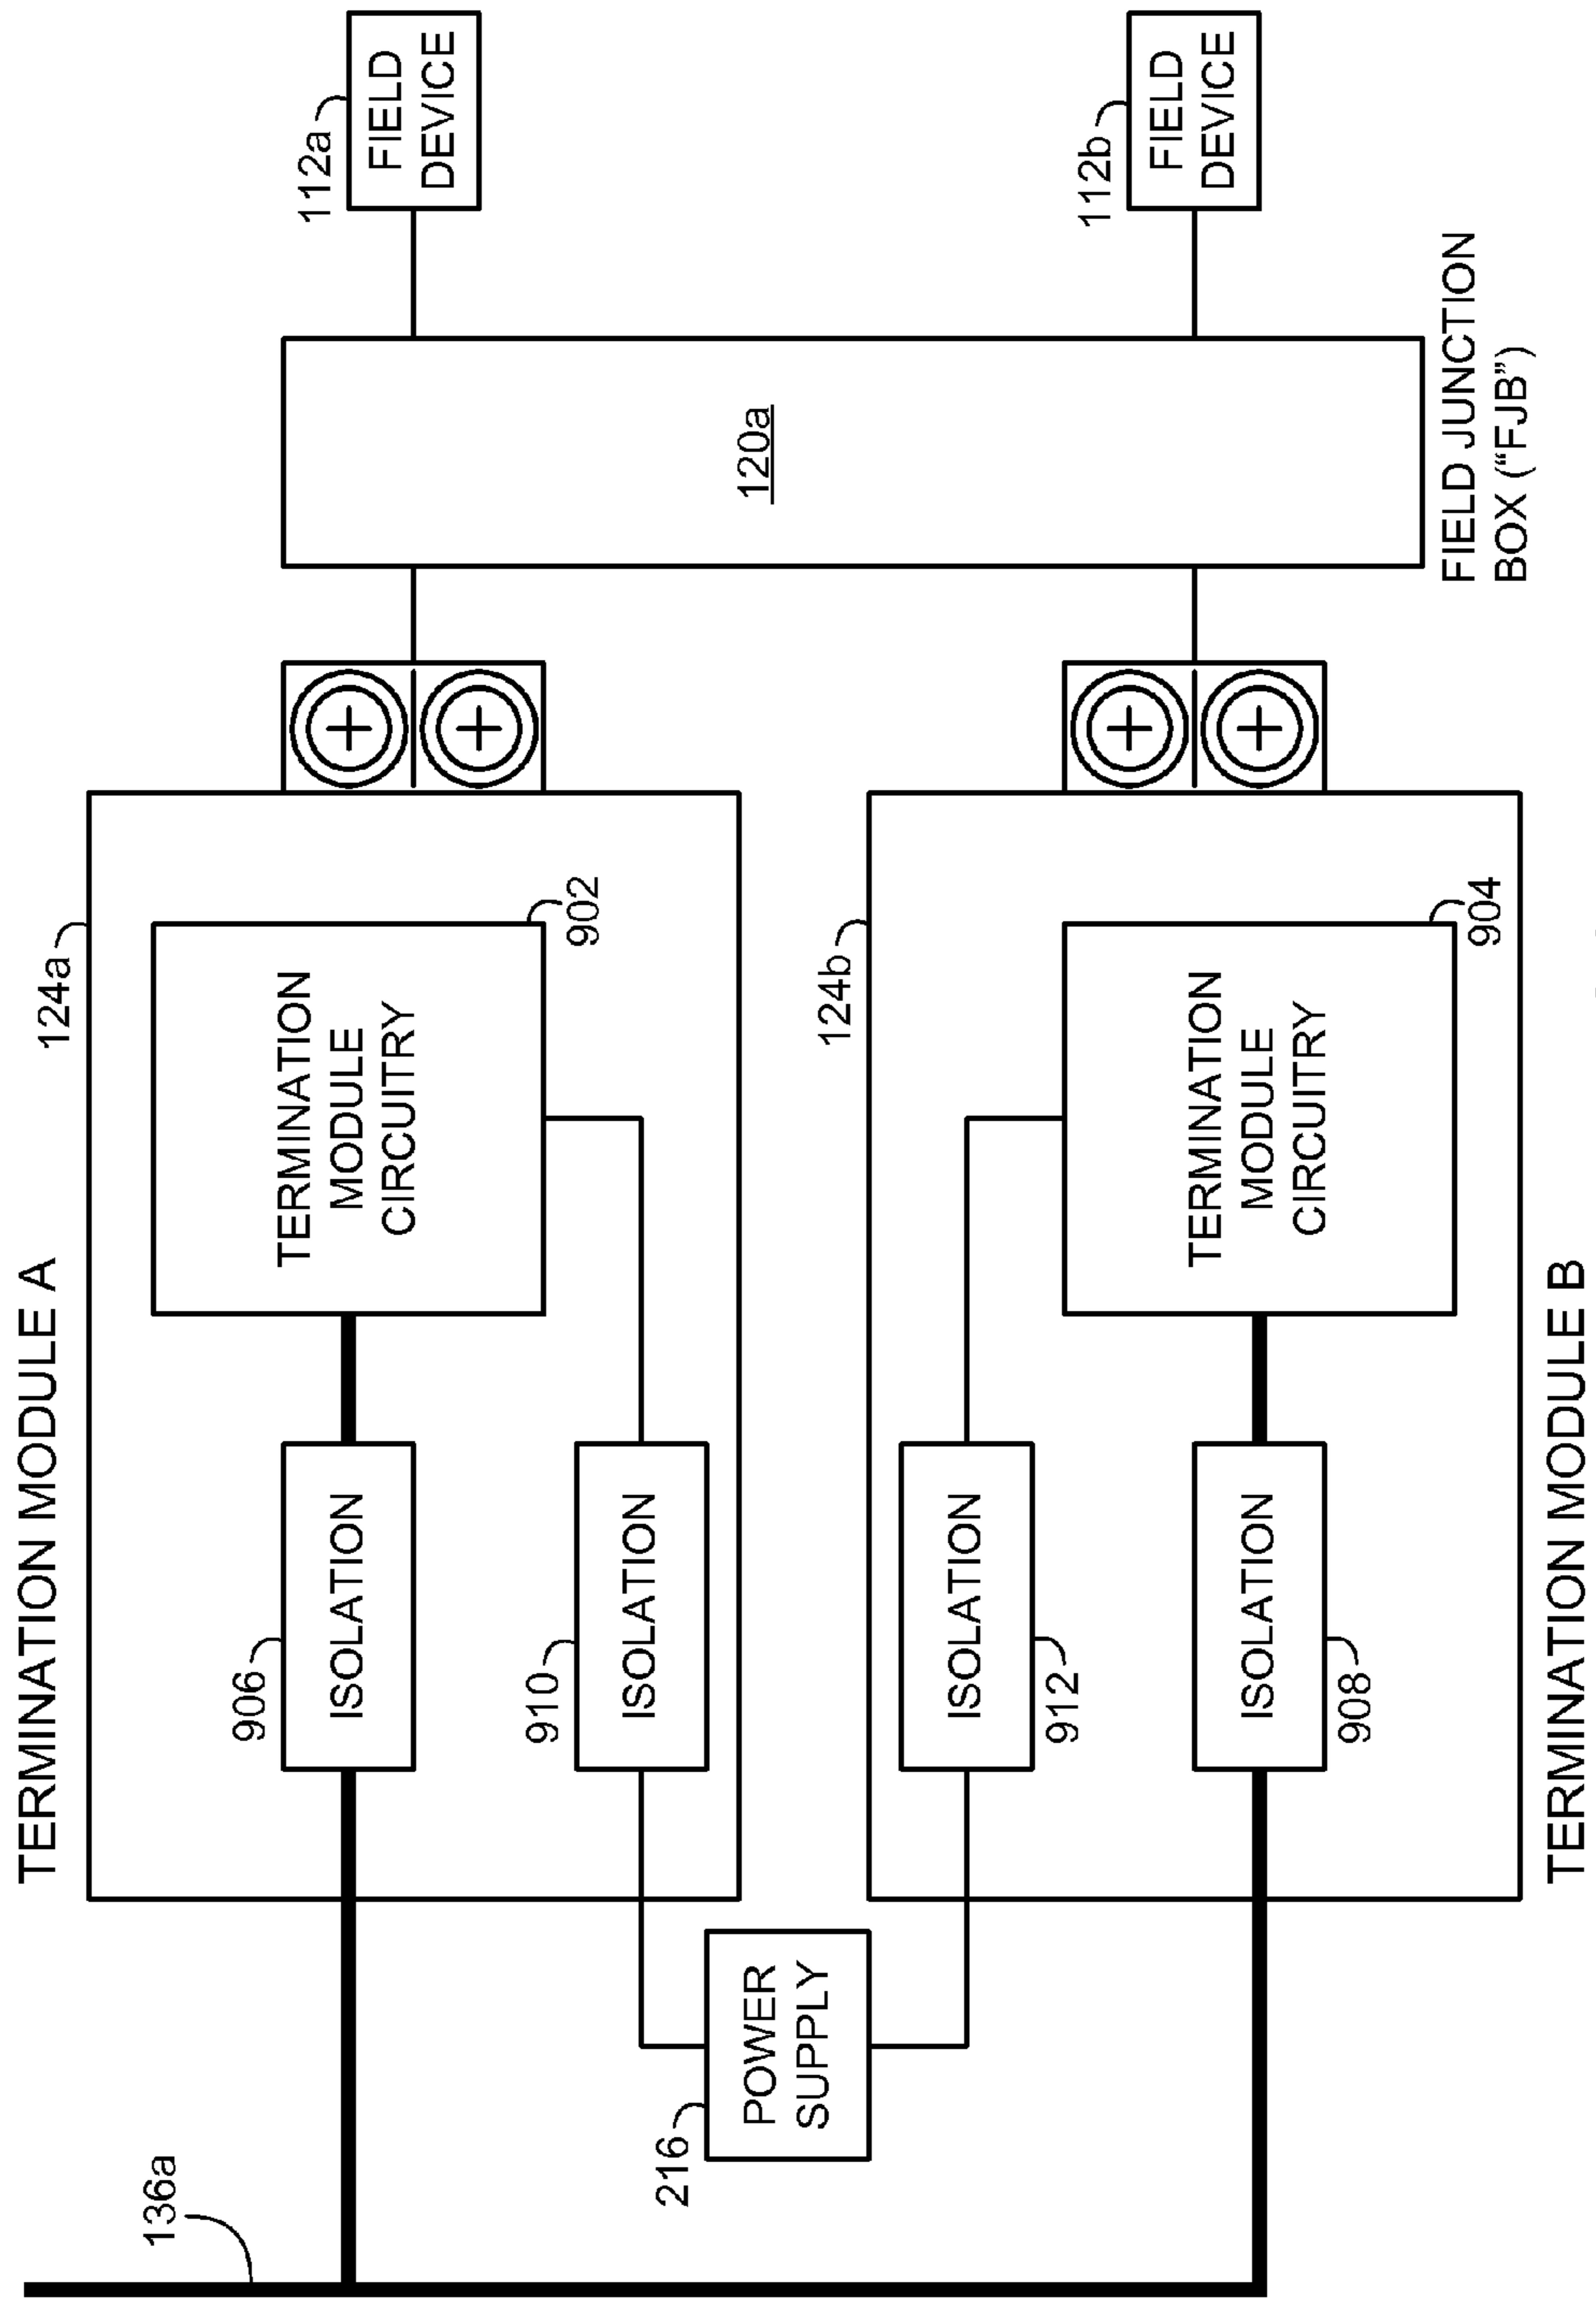 TERMINATION MODULE A
124a
TERMINATION
MODULE
CIRCUITRY
902
906
ISOLATION
910
ISOLATION
136a
216
POWER
SUPPLY
124b
ISOLATION
912
TERMINATION
MODULE
CIRCUITRY
904
ISOLATION
908
TERMINATION MODULE B
120a
FIELD JUNCTION
BOX (“FJB”)
112a
FIELD
DEVICE
112b
FIELD
DEVICE